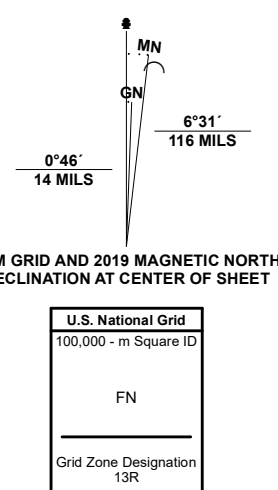 MN
GN
6°31´
116 MILS
0°46´
14 MILS
M GRID AND 2019 MAGNETIC NORTH
ECLINATION AT CENTER OF SHEET
U.S. National Grid
100,000 - m Square ID
FN
Grid Zone Designation
13R